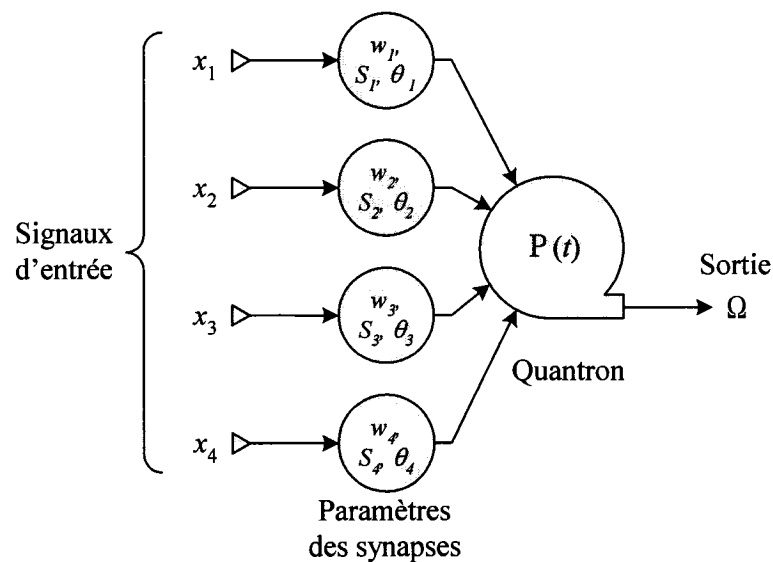 Signaux
d'entrée
x₁
w₁,
S₁, θ₁
x₂
w₂,
S₂, θ₂
x₃
w₃,
S₃, θ₃
x₄
w₄,
S₄, θ₄
Paramètres
des synapses
P(t)
Quantron
Sortie
Ω